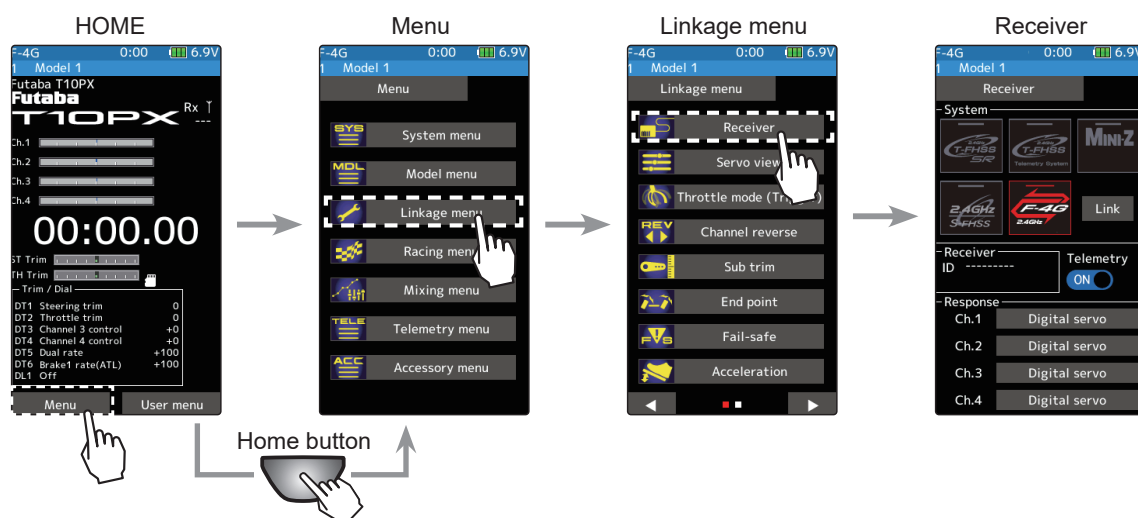 HOME
F-4G 0:00 6.9V
1 Model 1
Futaba T10PX
Futaba
T10PX
Rx
---
Ch.1
Ch.2
Ch.3
Ch.4
00:00.00
ST Trim
TH Trim
Trim / Dial
DT1 Steering trim 0
DT2 Throttle trim 0
DT3 Channel 3 control +0
DT4 Channel 4 control +0
DT5 Dual rate +100
DT6 Brake1 rate(ATL) +100
DL1 Off
Menu User menu
Home button
Menu
F-4G 0:00 6.9V
1 Model 1
Menu
SYS System menu
MDL Model menu
Linkage menu
Racing menu
Mixing menu
TELE Telemetry menu
ACC Accessory menu
Linkage menu
F-4G 0:00 6.9V
1 Model 1
Linkage menu
Receiver
Servo view
Throttle mode (Tr
REV Channel reverse
Sub trim
End point
F/S Fail-safe
Acceleration
Receiver
F-4G 0:00 6.9V
1 Model 1
Receiver
System
T-FHSS SR
T-FHSS Telemetry System
MINI-Z
2.4GHz S-FHSS
F-4G 2.4GHz
Link
Receiver
ID ---------
Telemetry
ON
Response
Ch.1 Digital servo
Ch.2 Digital servo
Ch.3 Digital servo
Ch.4 Digital servo